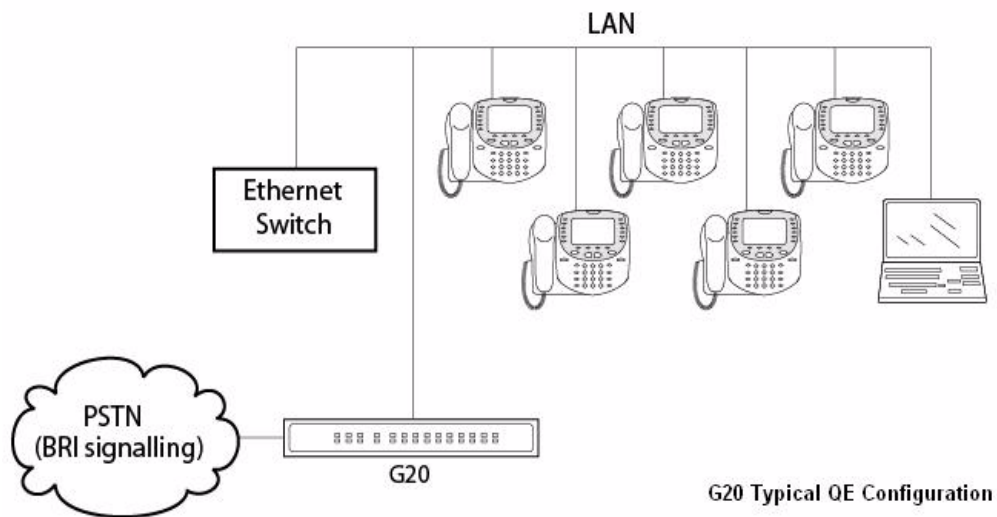 LAN
Ethernet
Switch
PSTN
(BRI signalling)
G20
G20 Typical QE Configuration